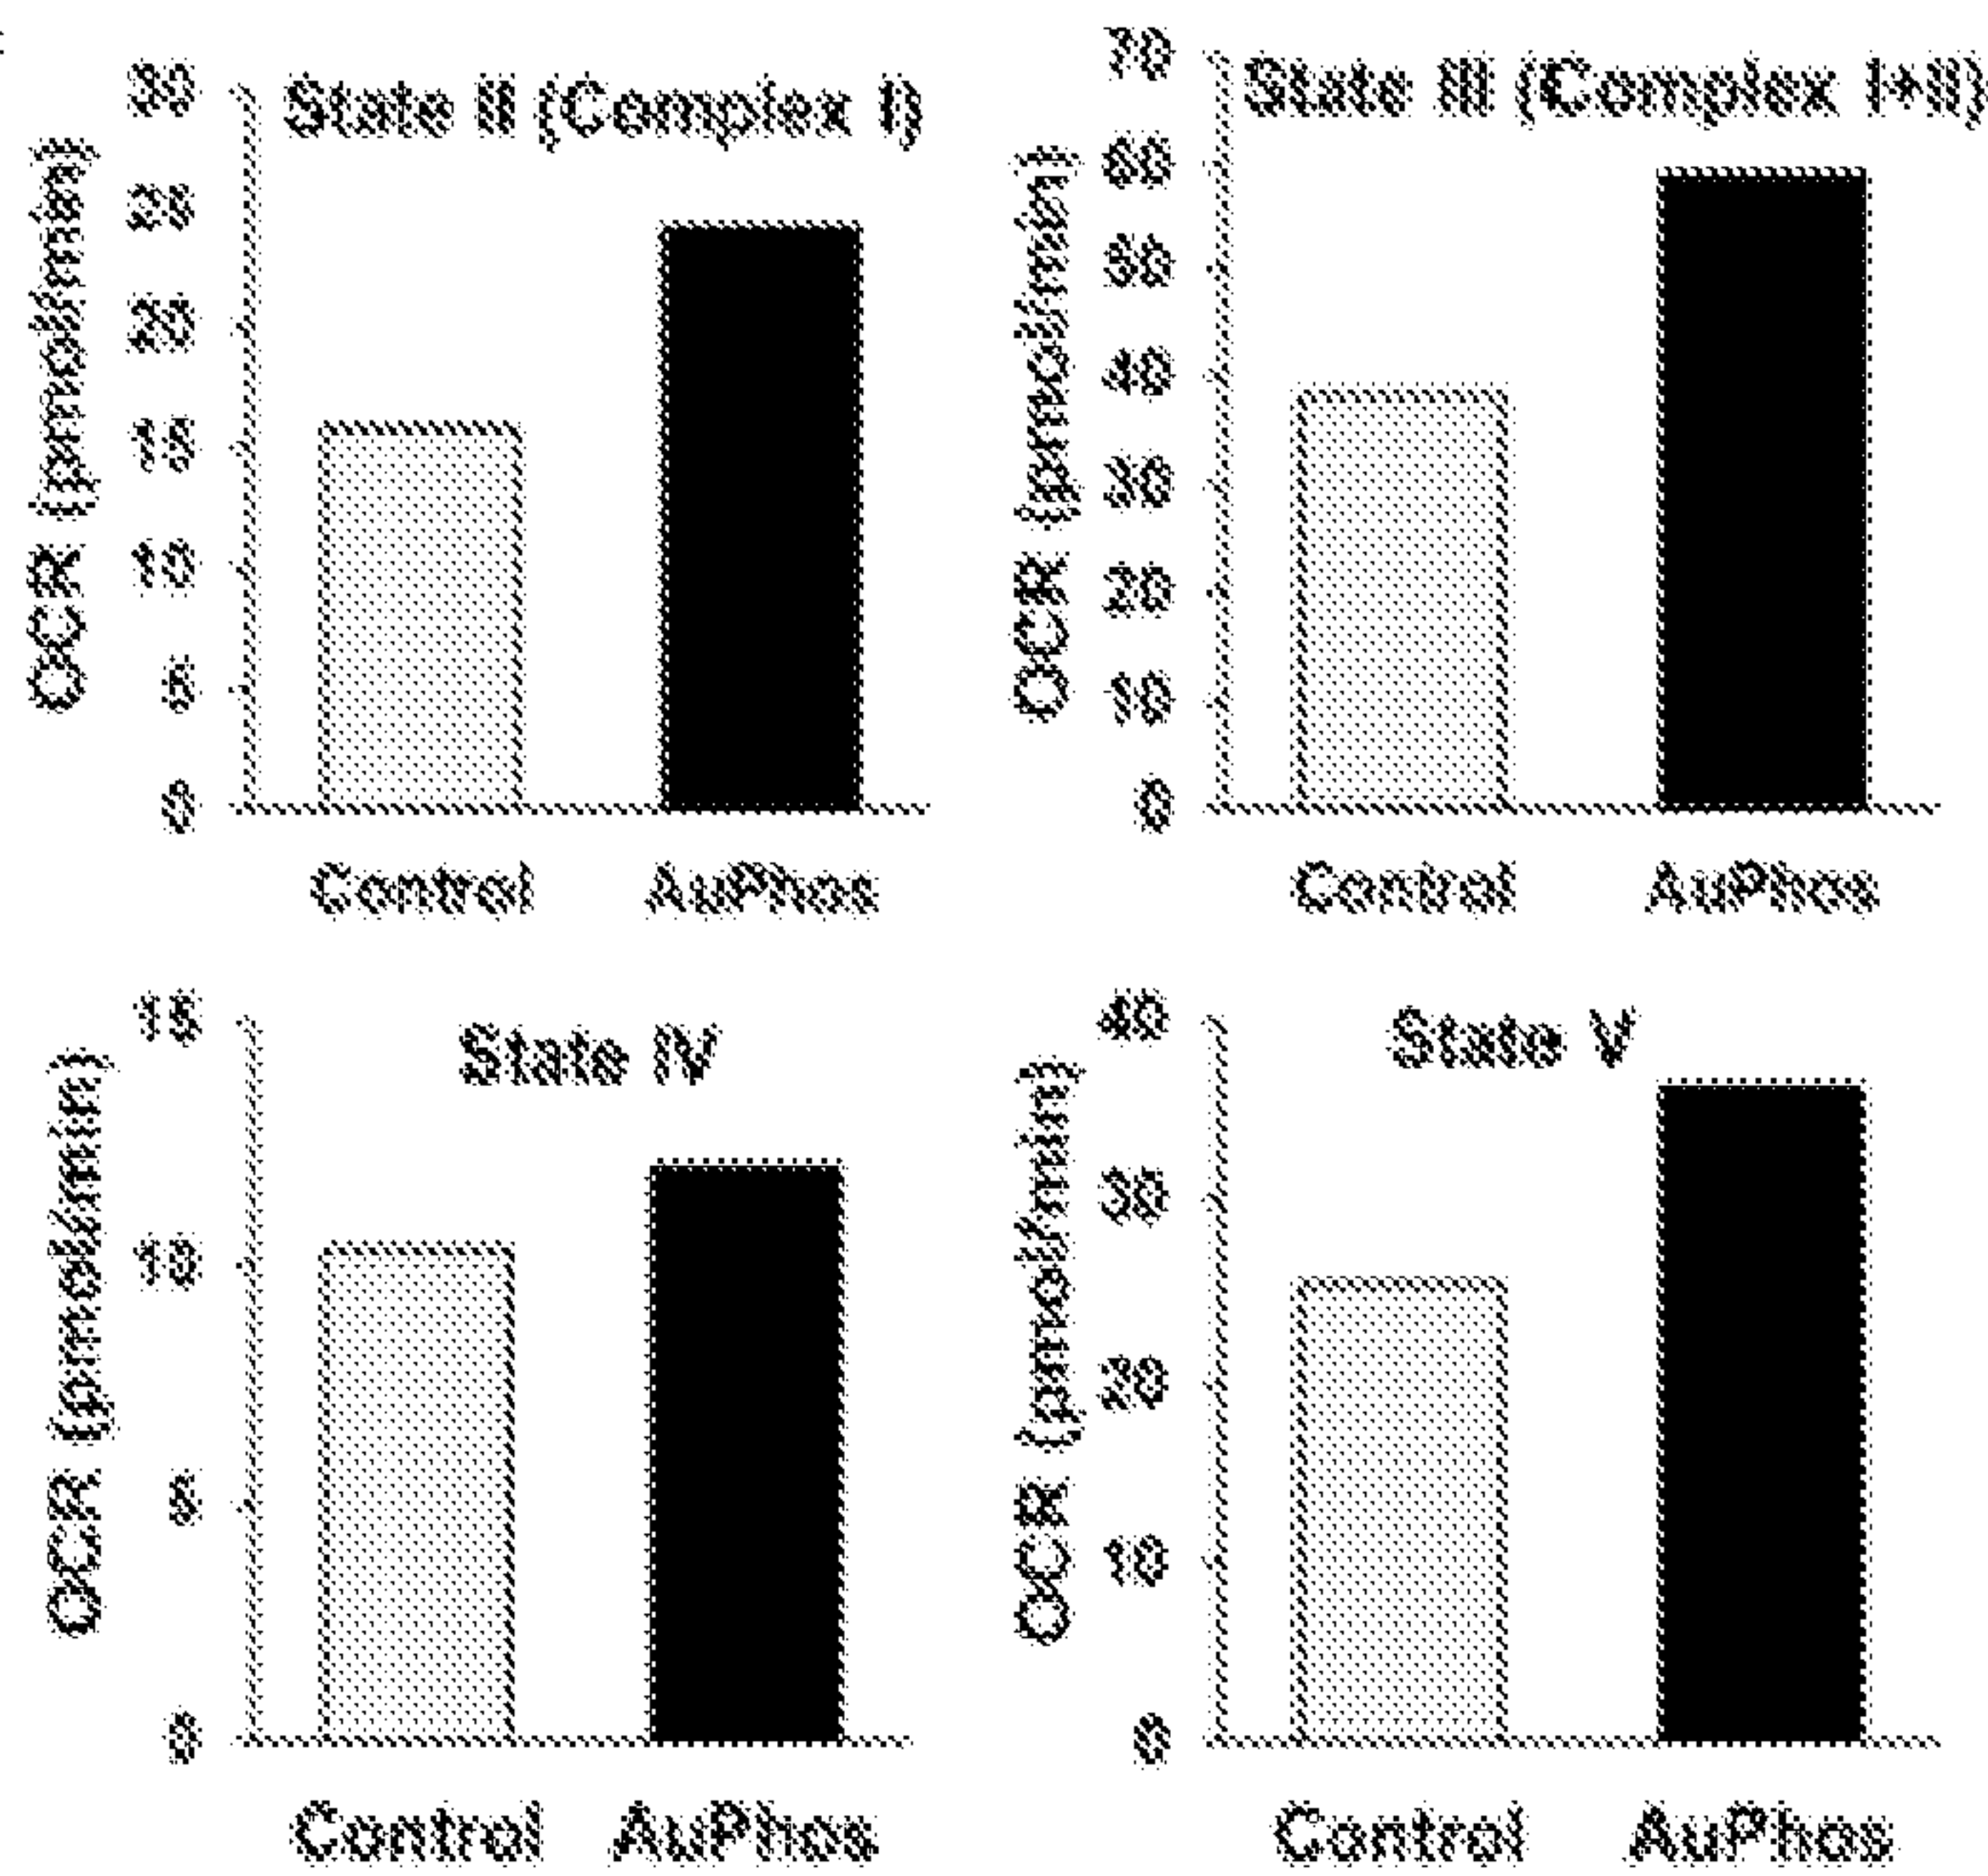 State II (Complex I)
OCR (pmol/min)
30
25
20
15
10
5
0
Control AuPhos
State III (Complex I+II)
OCR (pmol/min)
70
60
50
40
30
20
10
0
Control AuPhos
State IV
OCR (pmol/min)
15
10
5
0
Control AuPhos
State V
OCR (pmol/min)
40
30
20
10
0
Control AuPhos